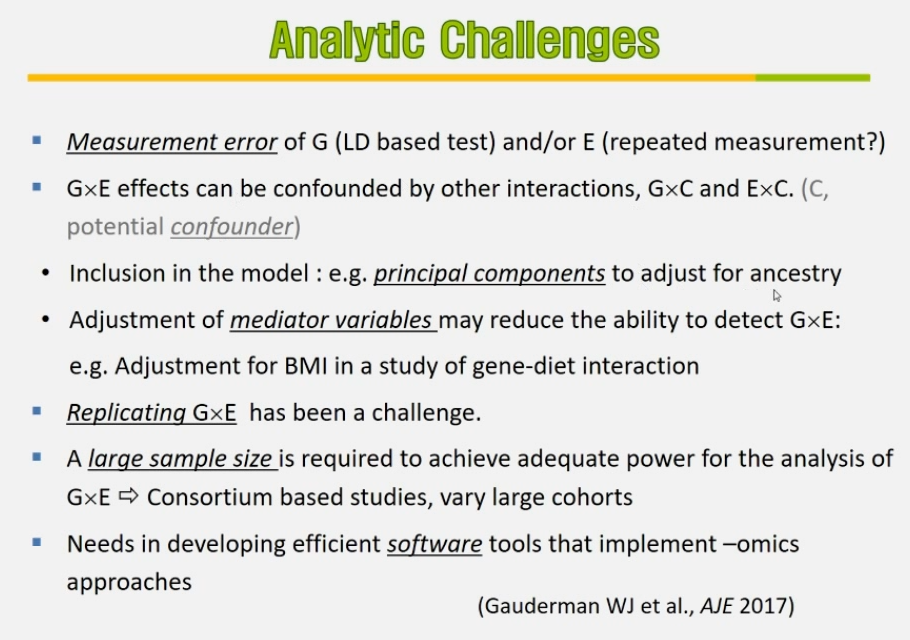 Analytic Challenges
▪ Measurement error of G (LD based test) and/or E (repeated measurement?)
▪ G×E effects can be confounded by other interactions, G×C and E×C. (C,
potential confounder)
• Inclusion in the model : e.g. principal components to adjust for ancestry
• Adjustment of mediator variables may reduce the ability to detect G×E:
e.g. Adjustment for BMI in a study of gene-diet interaction
▪ Replicating G×E has been a challenge.
▪ A large sample size is required to achieve adequate power for the analysis of
G×E ⇨ Consortium based studies, vary large cohorts
▪ Needs in developing efficient software tools that implement –omics
approaches
(Gauderman WJ et al., AJE 2017)